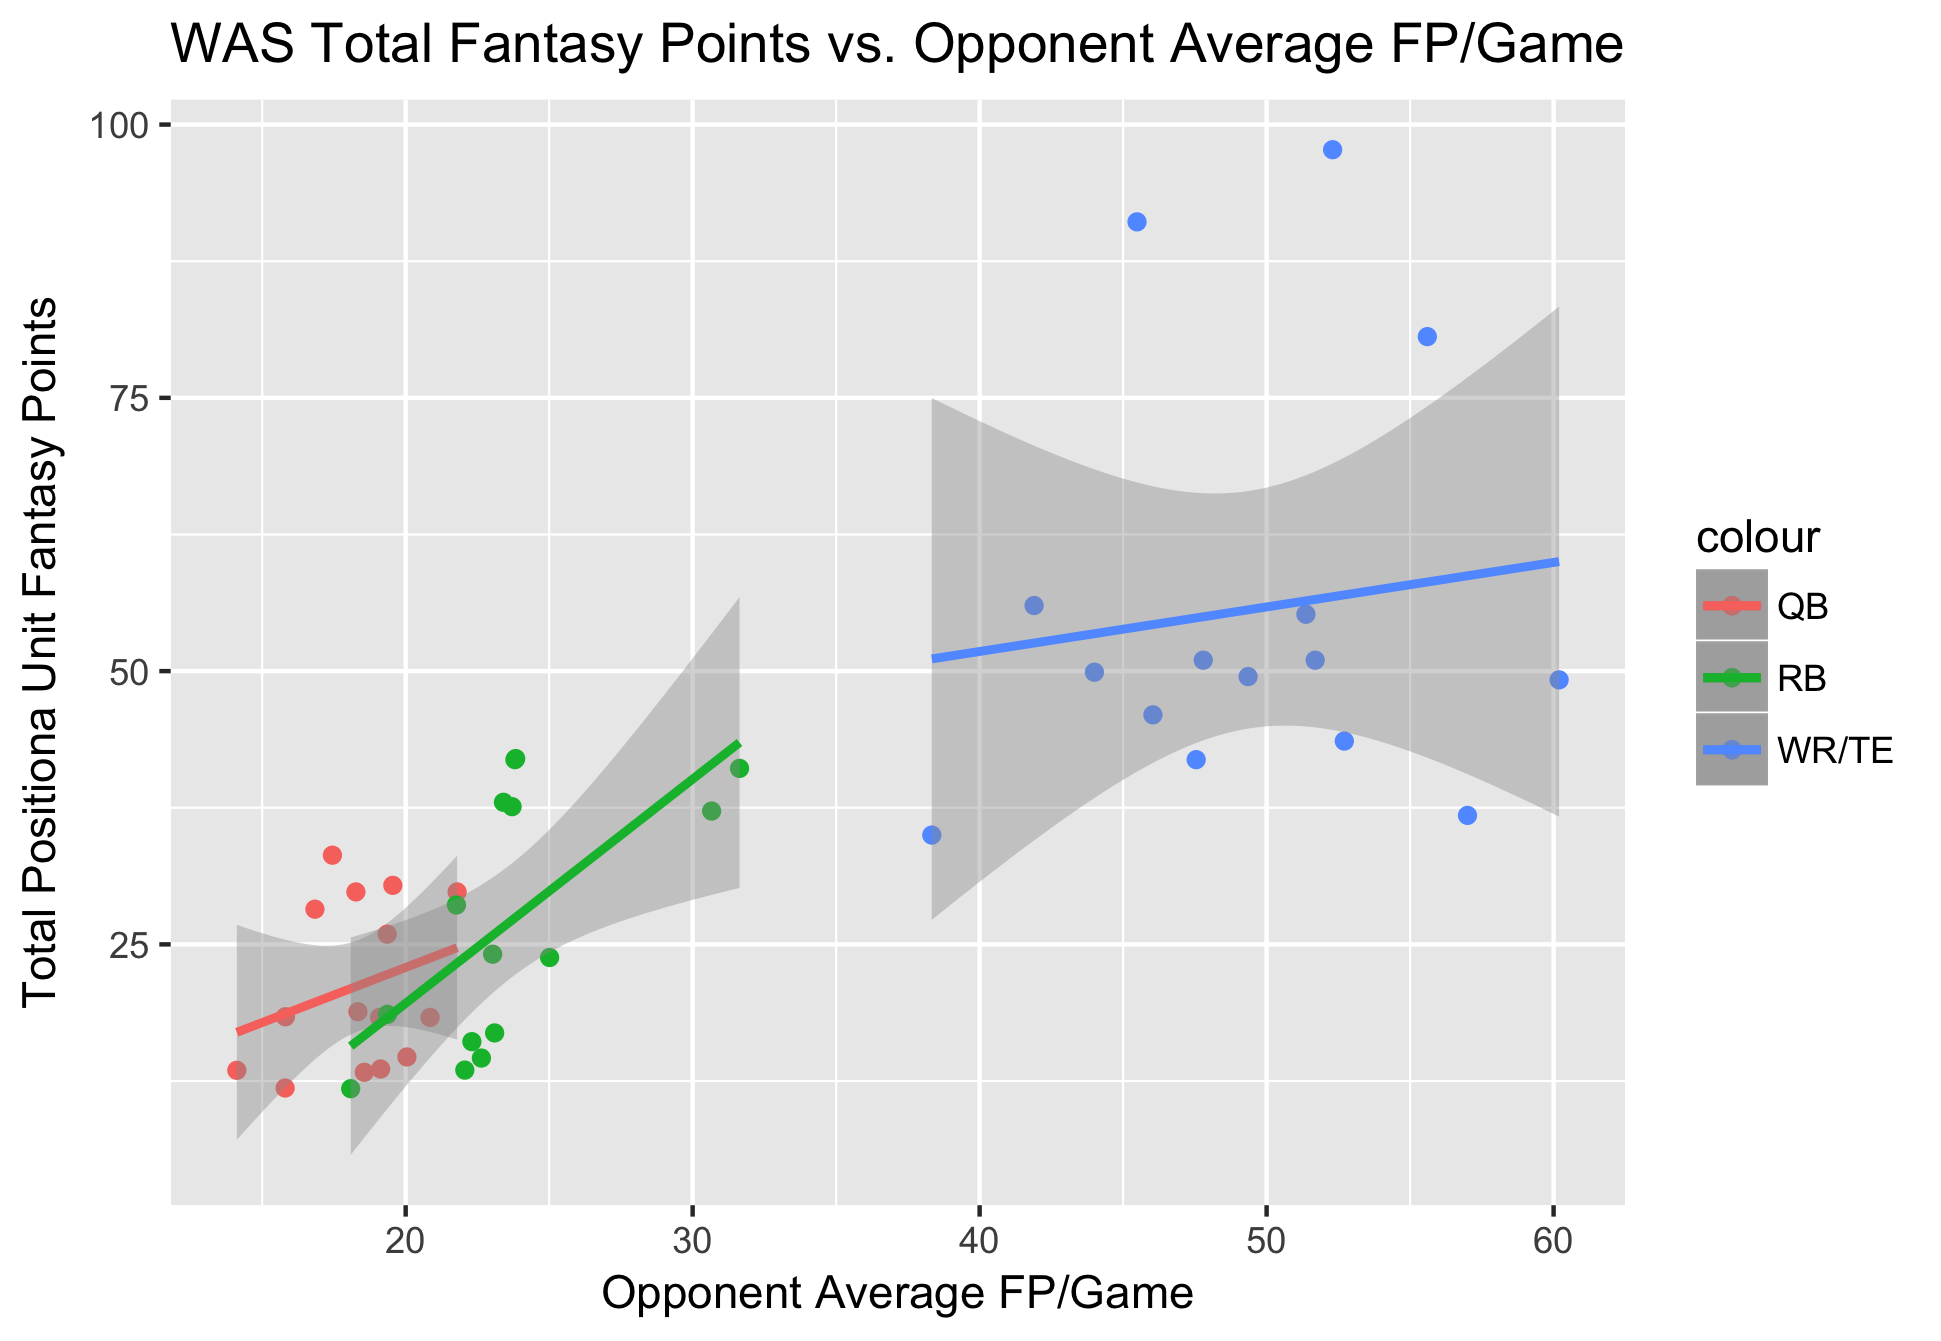 WAS Total Fantasy Points vs. Opponent Average FP/Game
Total Positiona Unit Fantasy Points
100
75
50
25
20
30
40
50
60
Opponent Average FP/Game
colour
QB
RB
WR/TE